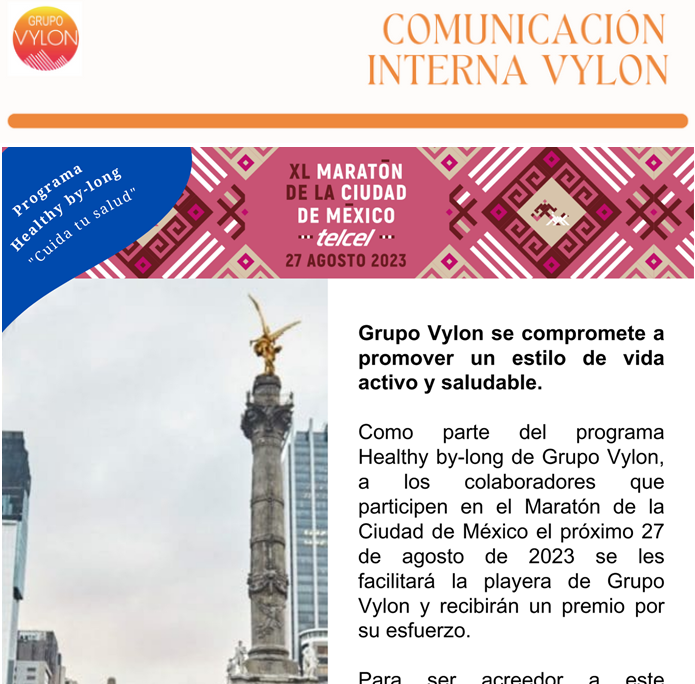 GRUPO
VYLON
COMUNICACIÓN
INTERNA VYLON
Programa
Healthy by-long
"Cuida tu salud"
XL MARATÓN
DE LA CIUDAD
DE MÉXICO
telcel
27 AGOSTO 2023
Grupo Vylon se compromete a
promover un estilo de vida
activo y saludable.
Como parte del programa
Healthy by-long de Grupo Vylon,
a los colaboradores que
participen en el Maratón de la
Ciudad de México el próximo 27
de agosto de 2023 se les
facilitará la playera de Grupo
Vylon y recibirán un premio por
su esfuerzo.
Para ser acreedor a este